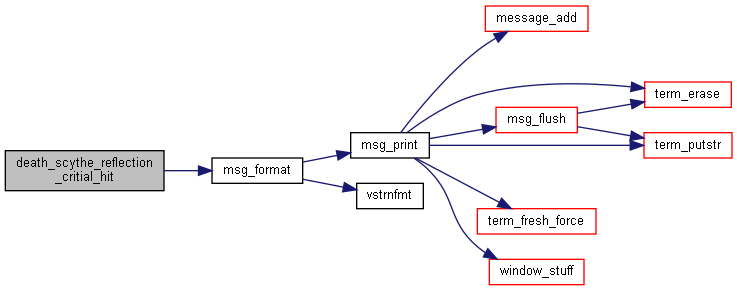 death_scythe_reflection
_critial_hit
msg_format
msg_print
vstrnfmt
message_add
msg_flush
term_erase
term_putstr
term_fresh_force
window_stuff